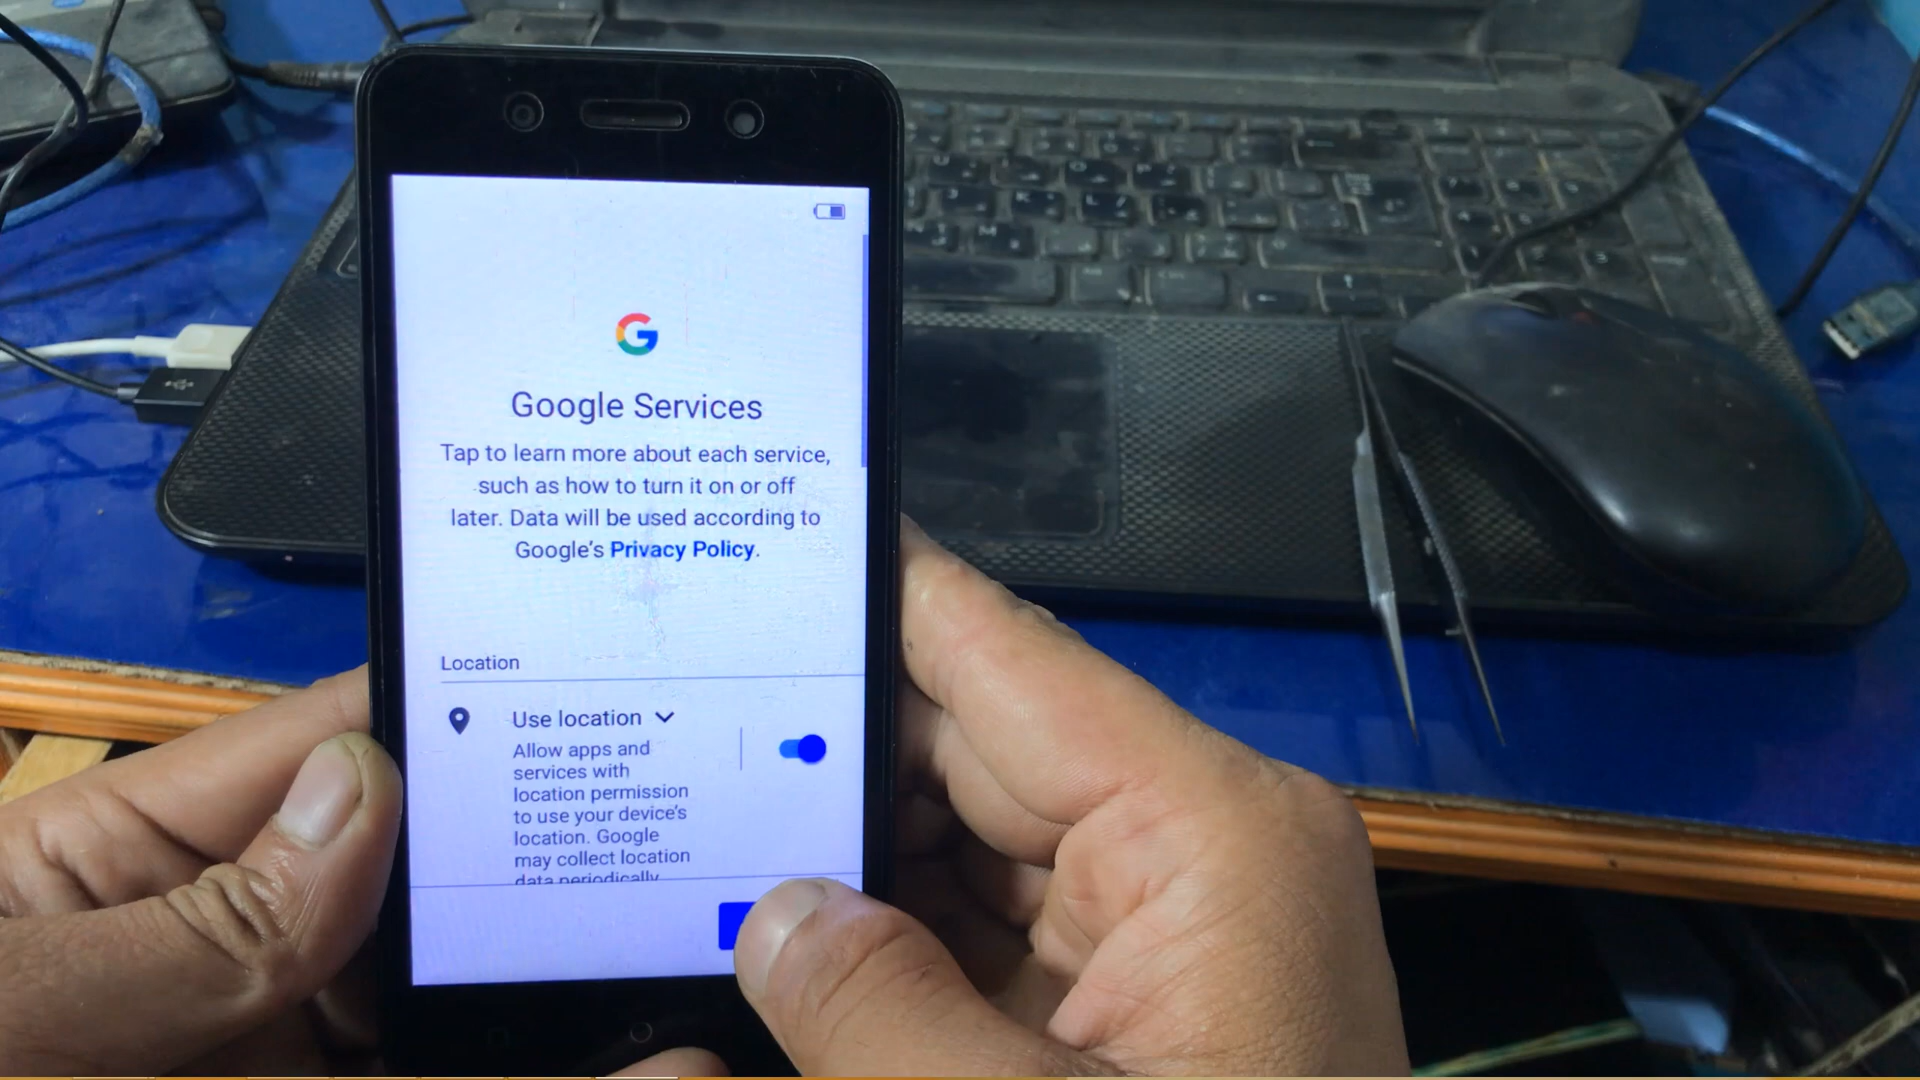 Google Services
Tap to learn more about each service,
such as how to turn it on or off
later. Data will be used according to
Google's Privacy Policy.
Location
Use location
Allow apps and
services with
location permission
to use your device's
location. Google
may collect location
data periodically